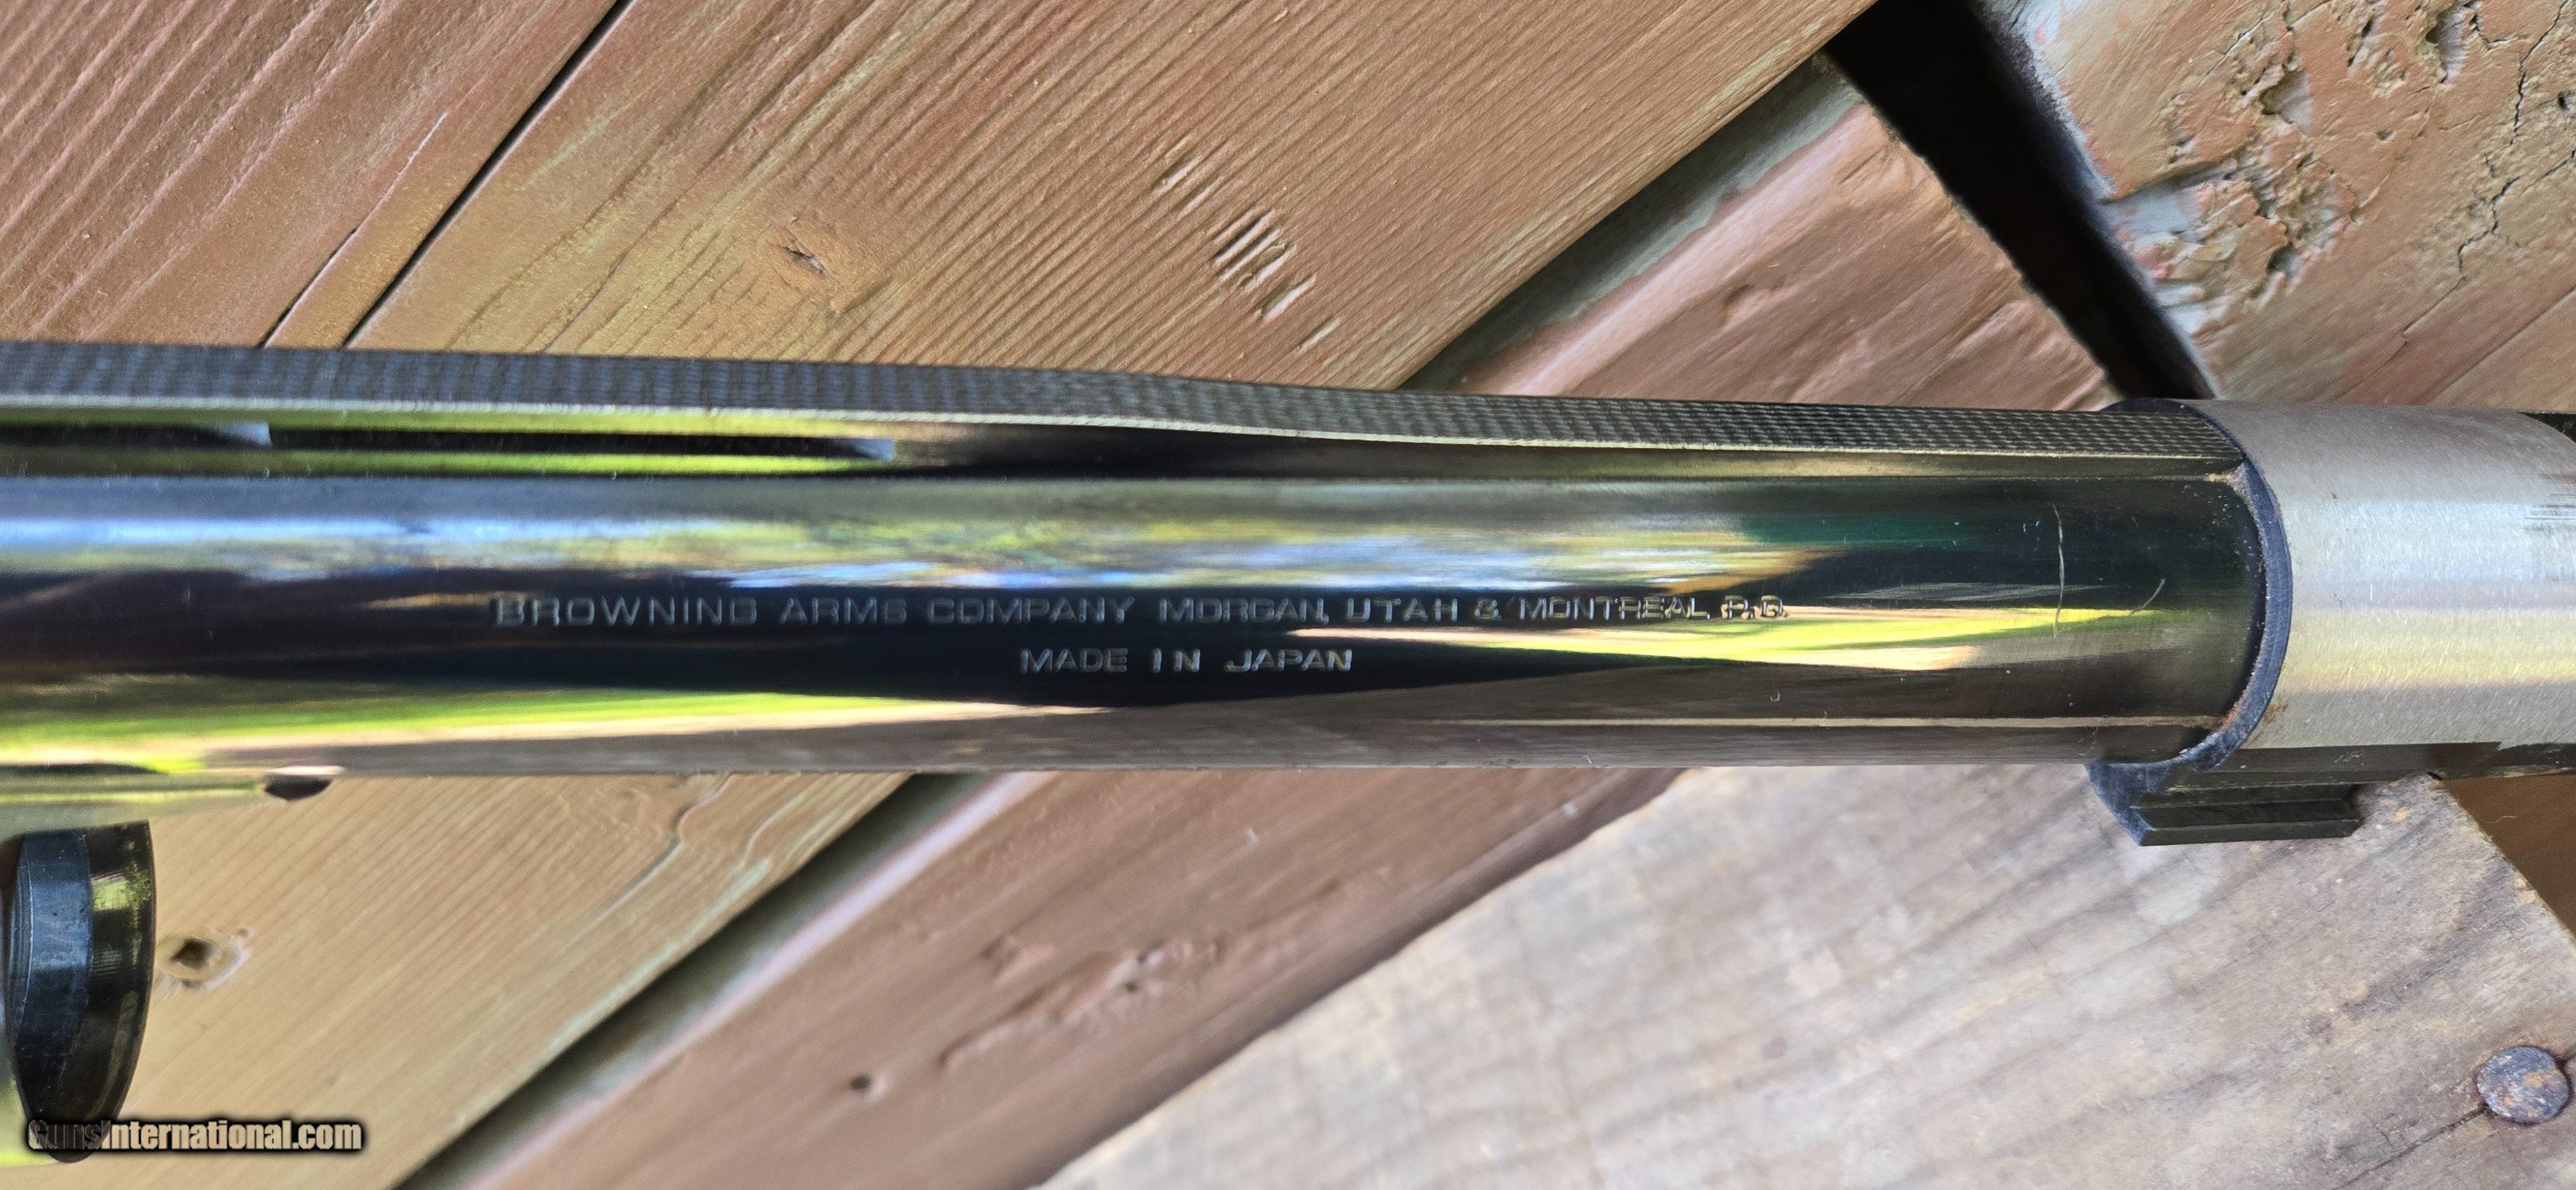 BROWNING ARMS COMPANY MORGAN, UTAH & MONTREAL, P.Q.
MADE IN JAPAN
GunsInternational.com